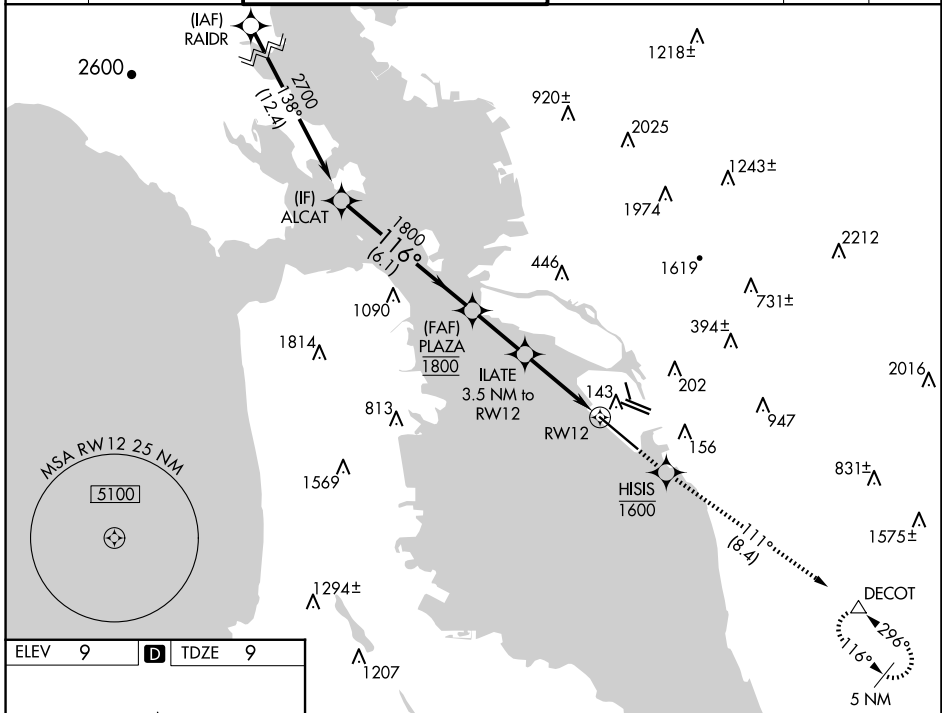 (IAF)
RAIDR
2600
2700
138°
(12.4)
1218±
920±
2025
1243±
1974
(IF)
ALCAT
1800
116°
(6.1)
2212
446
1619
731±
1090
(FAF)
PLAZA
1800
394±
1814
ILATE
3.5 NM to
RW12
202
2016
143
813
RW12
947
156
MSA RW12 25 NM
5100
1569
HISIS
1600
831±
1575±
111°
(8.4)
1294±
DECOT
296°
116°
5 NM
ELEV 9 D TDZE 9
1207